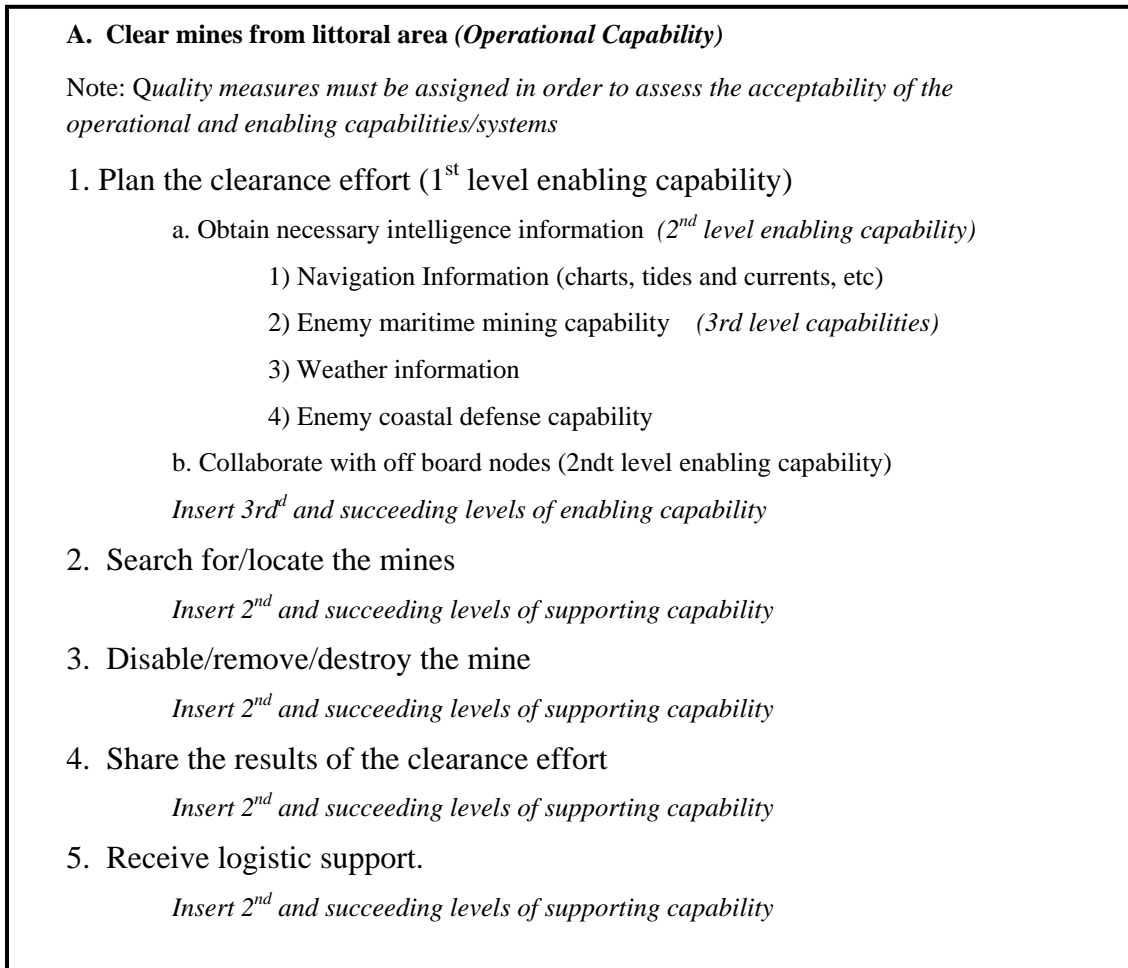 A. Clear mines from littoral area (Operational Capability)
Note: Quality measures must be assigned in order to assess the acceptability of the
operational and enabling capabilities/systems
1. Plan the clearance effort (1st level enabling capability)
a. Obtain necessary intelligence information (2nd level enabling capability)
1) Navigation Information (charts, tides and currents, etc)
2) Enemy maritime mining capability (3rd level capabilities)
3) Weather information
4) Enemy coastal defense capability
b. Collaborate with off board nodes (2ndt level enabling capability)
Insert 3rdd and succeeding levels of enabling capability
2. Search for/locate the mines
Insert 2nd and succeeding levels of supporting capability
3. Disable/remove/destroy the mine
Insert 2nd and succeeding levels of supporting capability
4. Share the results of the clearance effort
Insert 2nd and succeeding levels of supporting capability
5. Receive logistic support.
Insert 2nd and succeeding levels of supporting capability